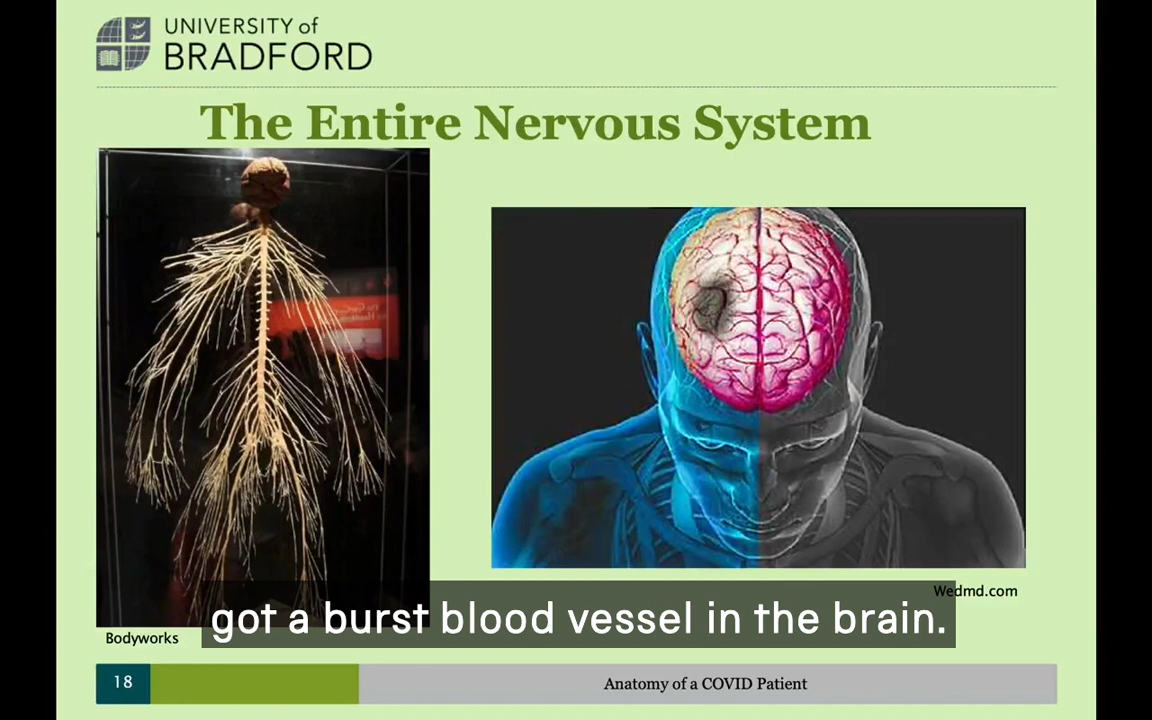 UNIVERSITY of
BRADFORD
The Entire Nervous System
Wedmd.com
got a burst blood vessel in the brain.
Bodyworks
18
Anatomy of a COVID Patient